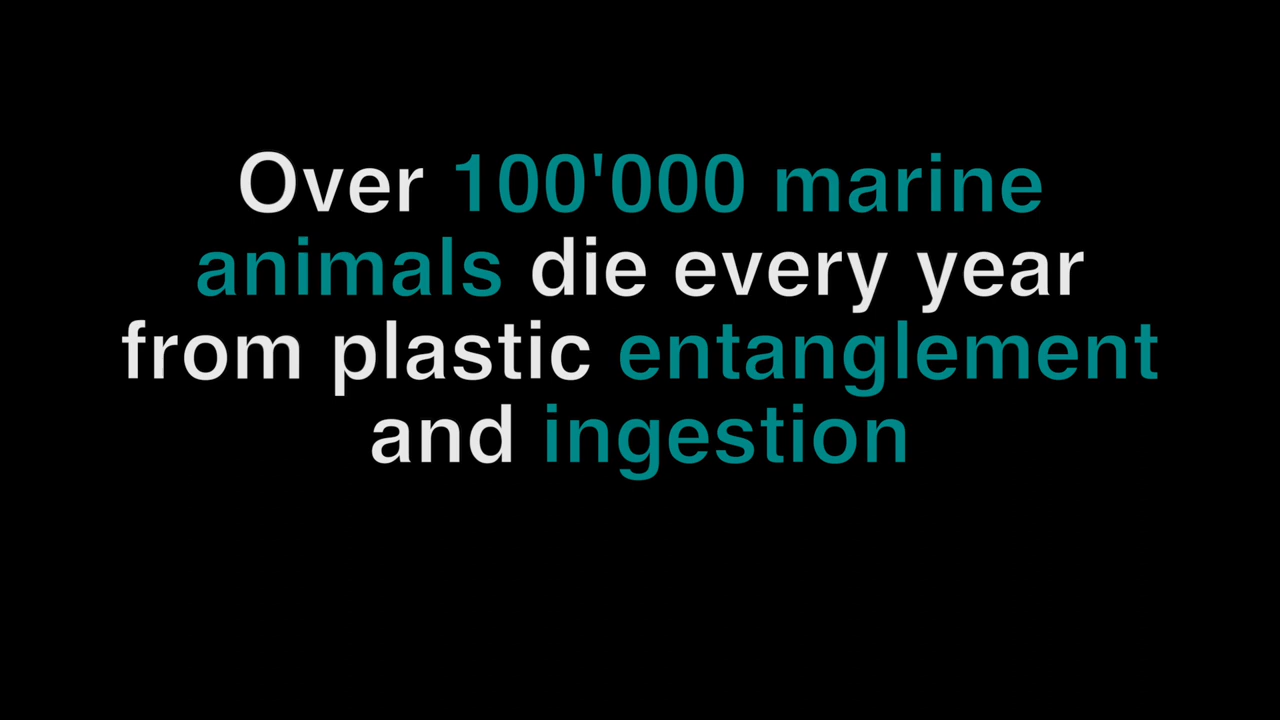 Over 100'000 marine
animals die every year
from plastic entanglement
and ingestion